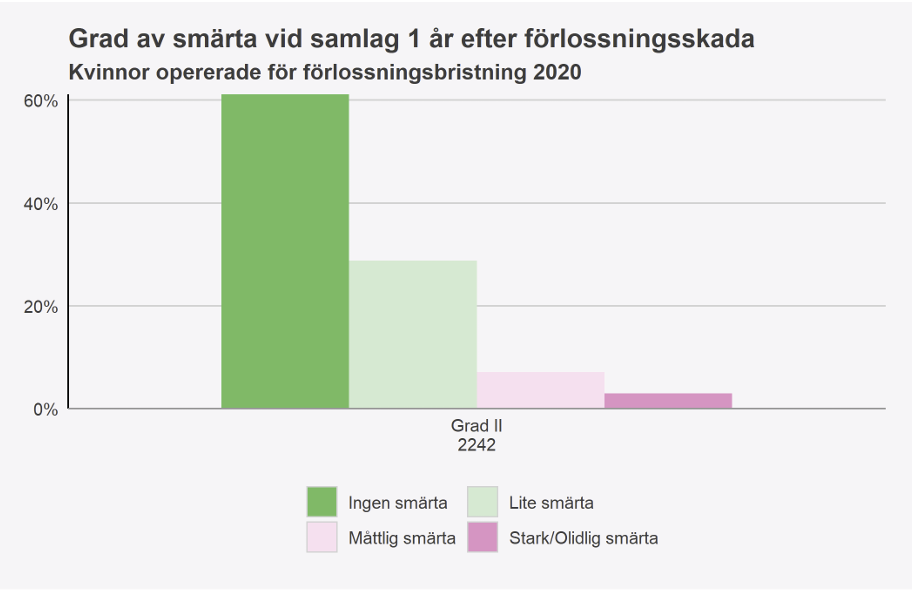 Grad av smärta vid samlag 1 år efter förlossningsskada
Kvinnor opererade för förlossningsbristning 2020
60%
40%
20%
0%
Grad II
2242
Ingen smärta
Lite smärta
Måttlig smärta
Stark/Olidlig smärta